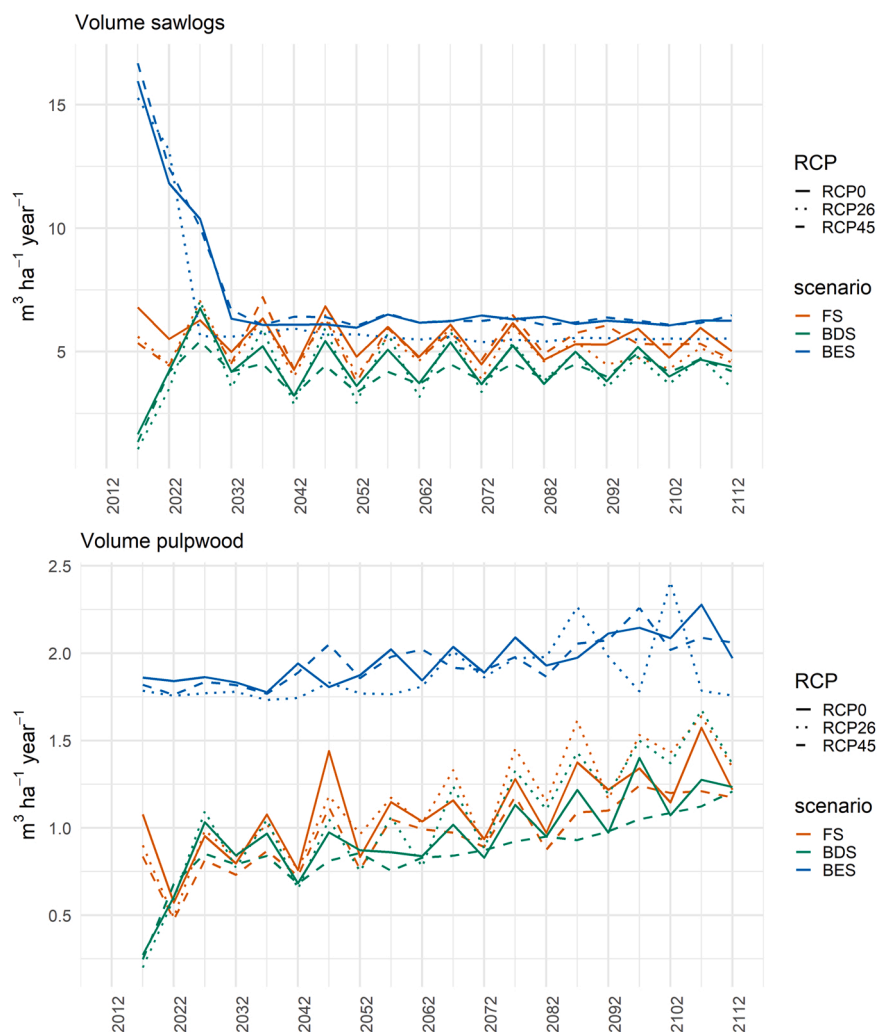 Volume sawlogs
15
10
5
m³ ha⁻¹ year⁻¹
2012 2022 2032 2042 2052 2062 2072 2082 2092 2102 2112
RCP
RCP0
RCP26
RCP45
scenario
FS
BDS
BES
Volume pulpwood
2.5
2.0
1.5
1.0
0.5
m³ ha⁻¹ year⁻¹
2012 2022 2032 2042 2052 2062 2072 2082 2092 2102 2112
RCP
RCP0
RCP26
RCP45
scenario
FS
BDS
BES